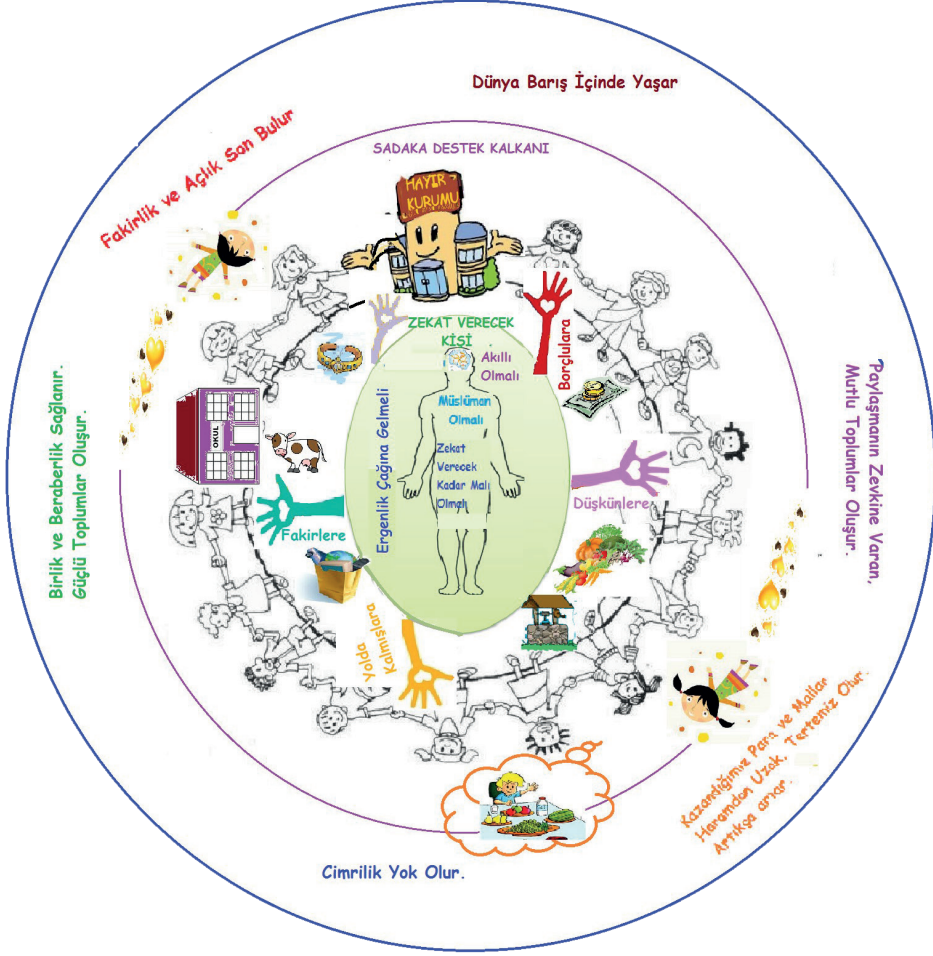 Dünya Barış İçinde Yaşar
Fakirlik ve Açlık Son Bulur
SADAKA DESTEK KALKANI
HAYIR
KURUMU
ZEKAT VERECEK
KİŞİ
Akıllı
Olmalı
Müslüman
Olmalı
Zekat
Verecek
Kadar Malı
Olmalı
Ergenlik Çağına Gelmeli
Borçlulara
Düşkünlere
Fakirlere
Yolda
Kalmışlara
OKUL
Birlik ve Beraberlik Sağlanır.
Güçlü Toplumlar Oluşur.
Paylaşmanın Zevkine Varan,
Mutlu Toplumlar Oluşur.
Kazandığımız Para ve Mallar
Haramdan Uzak, Tertemiz Olur.
Artıkça artar.
Cimrilik Yok Olur.